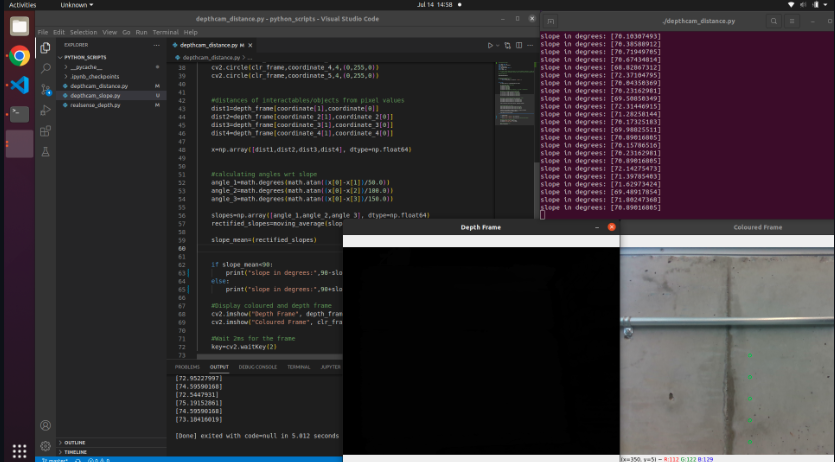 Activities
Unknown
Jul 14 14:58
depthcam_distance.py - python_scripts - Visual Studio Code
File Edit Selection View Go Run Terminal Help
EXPLORER
PYTHON_SCRIPTS
__pycache__
.ipynb_checkpoints
depthcam_distance.py M
depthcam_slope.py U
realsense_depth.py M
OUTLINE
TIMELINE
depthcam_distance.py M
depthcam_distance.py > ...
38 cv2.circle(clr_frame,coordinate_4,4,(0,255,0))
39 cv2.circle(clr_frame,coordinate_5,4,(0,255,0))
40
41
42 #distances of interactables/objects from pixel values
43 dist1=depth_frame[coordinate[1],coordinate[0]]
44 dist2=depth_frame[coordinate_2[1],coordinate_2[0]]
45 dist3=depth_frame[coordinate_3[1],coordinate_3[0]]
46 dist4=depth_frame[coordinate_4[1],coordinate_4[0]]
47
48 x=np.array([dist1,dist2,dist3,dist4], dtype=np.float64)
49
50
51 #calculating angles wrt slope
52 angle_1=math.degrees(math.atan((x[0]-x[1])/50.0))
53 angle_2=math.degrees(math.atan((x[0]-x[2])/100.0))
54 angle_3=math.degrees(math.atan((x[0]-x[3])/150.0))
55
56 slopes=np.array([angle_1,angle_2,angle_3], dtype=np.float64)
57 rectified_slopes=moving_average(slop
58
59 slope_mean=(rectified_slopes)
60
61
62 if slope_mean<90:
63 print("slope in degrees:",90-slo
64 else:
65 print("slope in degrees:",90+slo
66
67 #Display coloured and depth frame
68 cv2.imshow("Depth Frame", depth_fram
69 cv2.imshow("Coloured Frame", clr_fra
70
71 #Wait 2ms for the frame
72 key=cv2.waitKey(2)
73
PROBLEMS OUTPUT DEBUG CONSOLE TERMINAL JUPYTER
[72.95227997]
[74.59590168]
[72.5447931]
[75.19152861]
[74.59590168]
[73.18416019]
[Done] exited with code=null in 5.012 seconds
./depthcam_distance.py
slope in degrees: [70.10307493]
slope in degrees: [70.38588912]
slope in degrees: [70.71949705]
slope in degrees: [70.67434814]
slope in degrees: [68.02867312]
slope in degrees: [72.37104795]
slope in degrees: [70.04350369]
slope in degrees: [70.23162981]
slope in degrees: [69.58058349]
slope in degrees: [72.31446915]
slope in degrees: [71.28258144]
slope in degrees: [70.17325183]
slope in degrees: [69.98025511]
slope in degrees: [70.89016805]
slope in degrees: [70.15786516]
slope in degrees: [70.23162981]
slope in degrees: [70.89016805]
slope in degrees: [72.14275473]
slope in degrees: [71.39785403]
slope in degrees: [71.62973424]
slope in degrees: [69.48917854]
slope in degrees: [71.80247368]
slope in degrees: [70.89016805]
Depth Frame
Coloured Frame
(x=350, y=5) ~ R:112 G:122 B:129